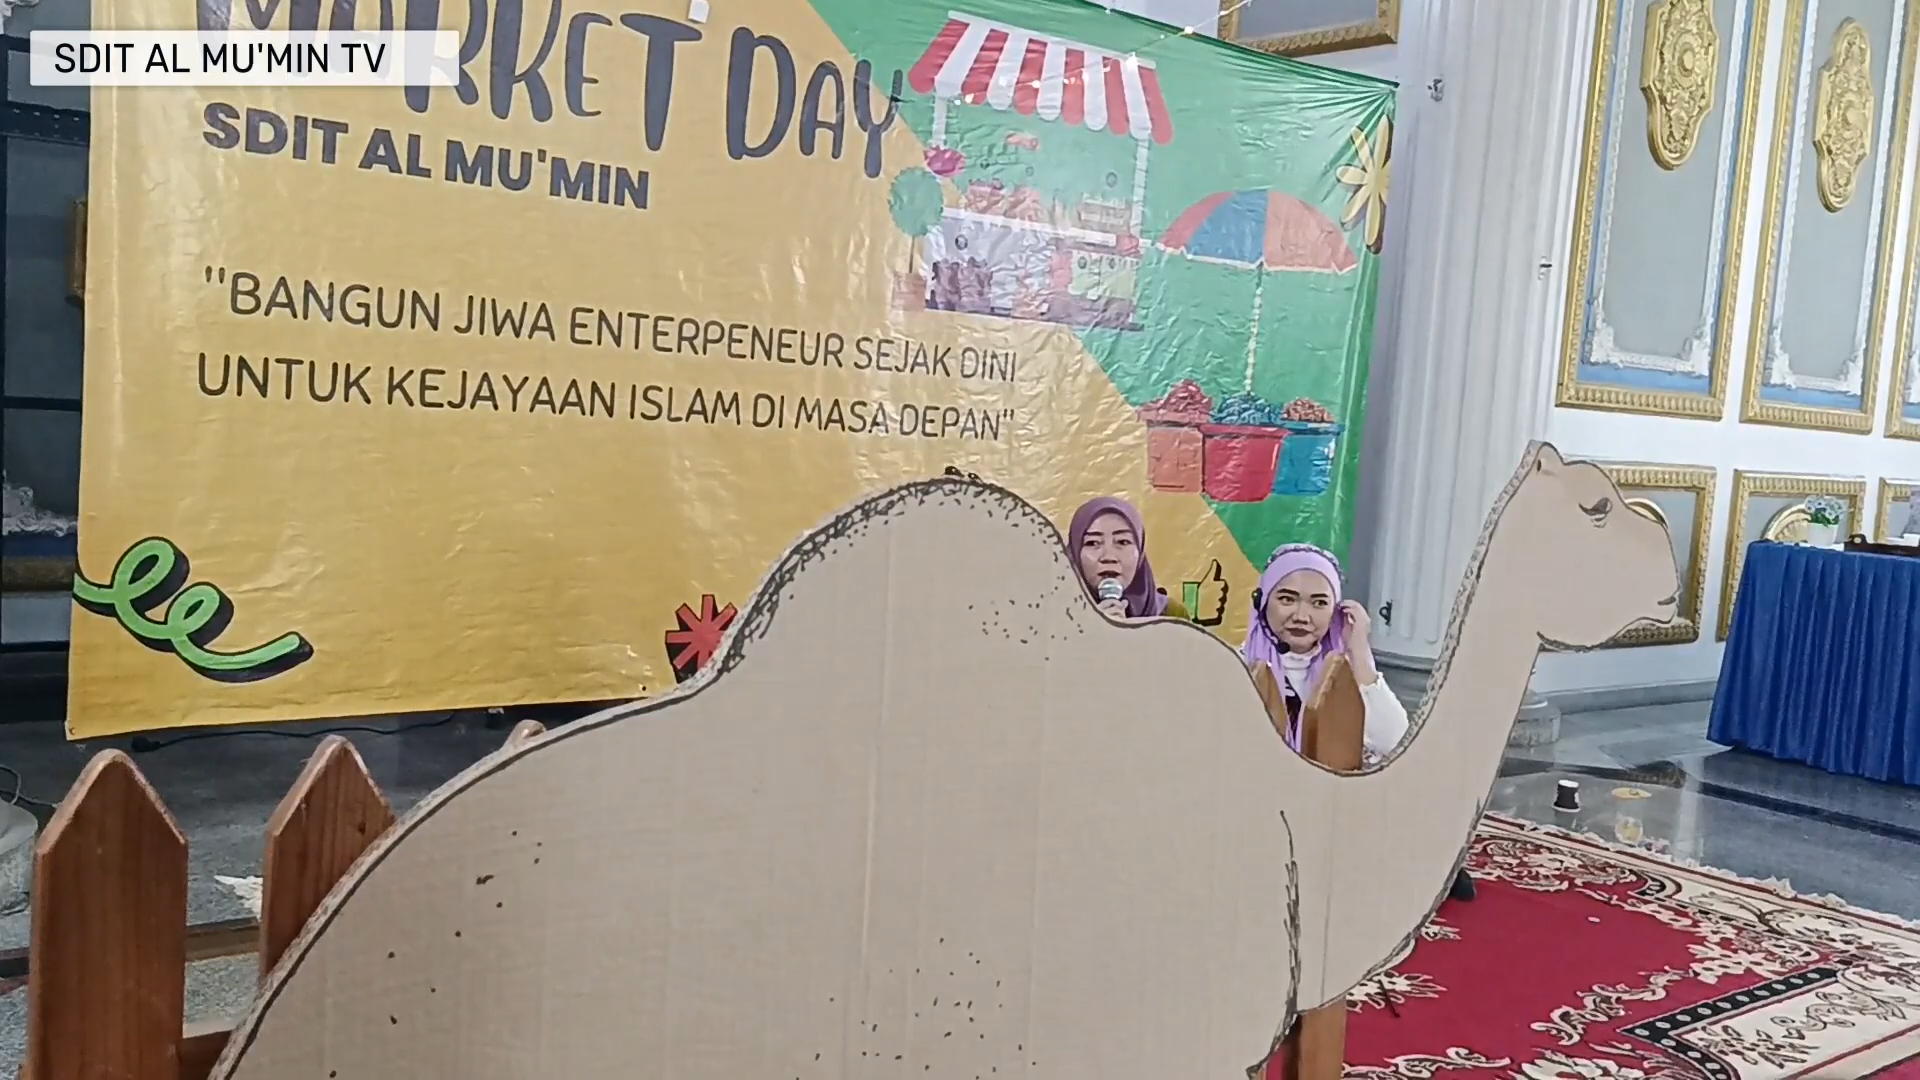 SDIT AL MU'MIN TV
MARKET DAY
SDIT AL MU'MIN
"BANGUN JIWA ENTERPENEUR SEJAK DINI
UNTUK KEJAYAAN ISLAM DI MASA DEPAN"